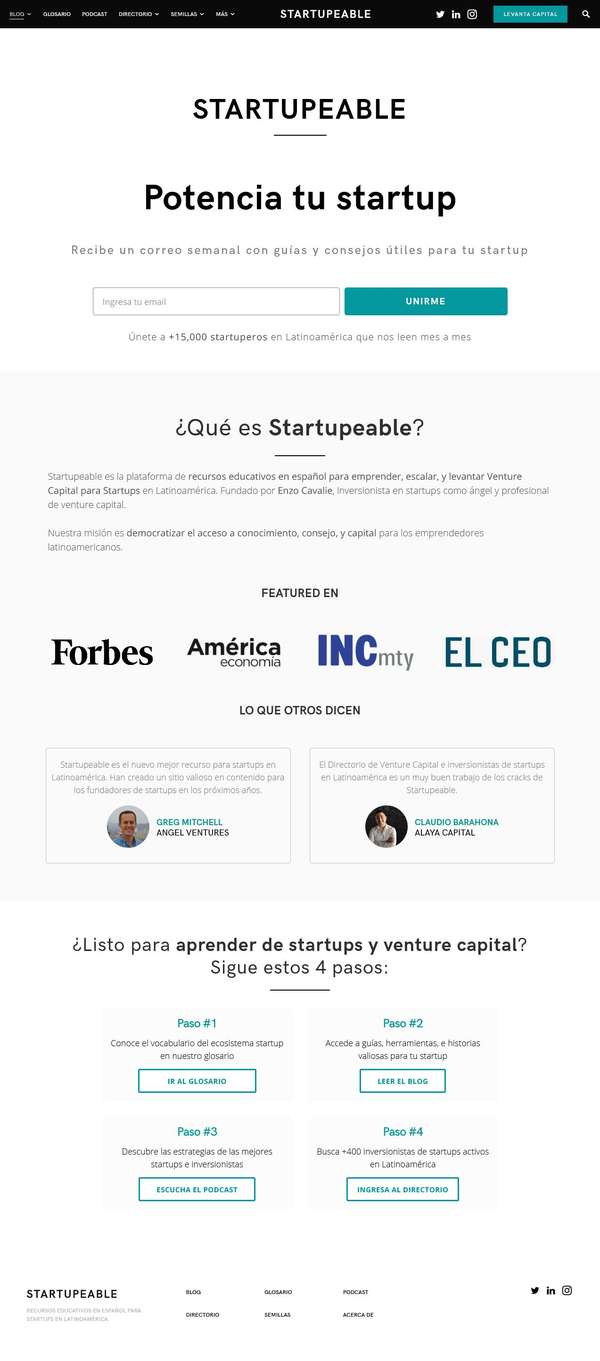 BLOG GLOSARIO PODCAST DIRECTORIO SEMILLAS MÁS STARTUPEABLE LEVANTA CAPITAL
STARTUPEABLE
Potencia tu startup
Recibe un correo semanal con guías y consejos útiles para tu startup
Ingresa tu email UNIRME
Únete a +15,000 startuperos en Latinoamérica que nos leen mes a mes
¿Qué es Startupeable?
Startupeable es la plataforma de recursos educativos en español para emprender, escalar, y levantar Venture
Capital para Startups en Latinoamérica. Fundado por Enzo Cavalie, inversionista en startups como ángel y profesional
de venture capital.
Nuestra misión es democratizar el acceso a conocimiento, consejo, y capital para los emprendedores
latinoamericanos.
FEATURED EN
Forbes América economía INCmty EL CEO
LO QUE OTROS DICEN
Startupeable es el nuevo mejor recurso para startups en
Latinoamérica. Han creado un sitio valioso en contenido para
los fundadores de startups en los próximos años.
GREG MITCHELL
ANGEL VENTURES
El Directorio de Venture Capital e inversionistas de startups
en Latinoamérica es un muy buen trabajo de los cracks de
Startupeable.
CLAUDIO BARAHONA
ALAYA CAPITAL
¿Listo para aprender de startups y venture capital?
Sigue estos 4 pasos:
Paso #1
Conoce el vocabulario del ecosistema startup
en nuestro glosario
IR AL GLOSARIO
Paso #2
Accede a guías, herramientas, e historias
valiosas para tu startup
LEER EL BLOG
Paso #3
Descubre las estrategias de las mejores
startups e inversionistas
ESCUCHA EL PODCAST
Paso #4
Busca +400 inversionistas de startups activos
en Latinoamérica
INGRESA AL DIRECTORIO
STARTUPEABLE
RECURSOS EDUCATIVOS EN ESPAÑOL PARA
STARTUPS EN LATINOAMÉRICA
BLOG GLOSARIO PODCAST
DIRECTORIO SEMILLAS ACERCA DE